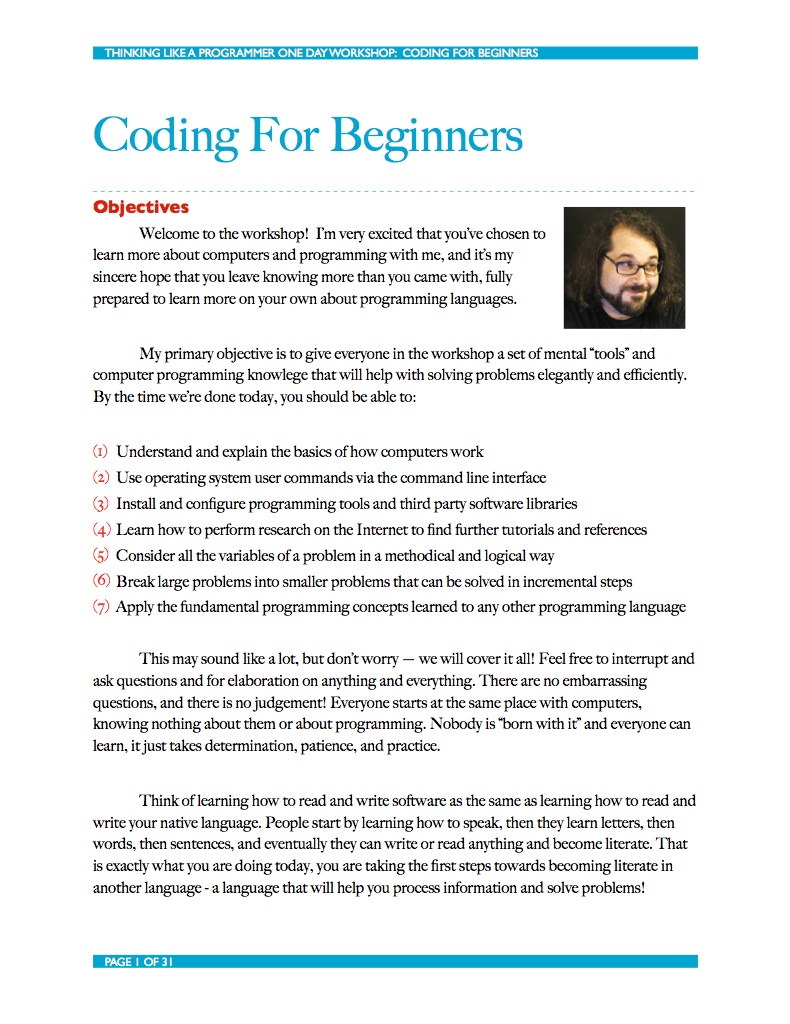 THINKING LIKE A PROGRAMMER ONE DAY WORKSHOP:  CODING FOR BEGINNERS
Coding For Beginners
Objectives
Welcome to the workshop!  I'm very excited that you've chosen to
learn more about computers and programming with me, and it's my
sincere hope that you leave knowing more than you came with, fully
prepared to learn more on your own about programming languages.
My primary objective is to give everyone in the workshop a set of mental “tools” and
computer programming knowlege that will help with solving problems elegantly and efficiently.
By the time we're done today, you should be able to:
(1) Understand and explain the basics of how computers work
(2) Use operating system user commands via the command line interface
(3) Install and configure programming tools and third party software libraries
(4) Learn how to perform research on the Internet to find further tutorials and references
(5) Consider all the variables of a problem in a methodical and logical way
(6) Break large problems into smaller problems that can be solved in incremental steps
(7) Apply the fundamental programming concepts learned to any other programming language
This may sound like a lot, but don't worry — we will cover it all! Feel free to interrupt and
ask questions and for elaboration on anything and everything. There are no embarrassing
questions, and there is no judgement! Everyone starts at the same place with computers,
knowing nothing about them or about programming. Nobody is “born with it” and everyone can
learn, it just takes determination, patience, and practice.
Think of learning how to read and write software as the same as learning how to read and
write your native language. People start by learning how to speak, then they learn letters, then
words, then sentences, and eventually they can write or read anything and become literate. That
is exactly what you are doing today, you are taking the first steps towards becoming literate in
another language - a language that will help you process information and solve problems!
PAGE 1 OF 31